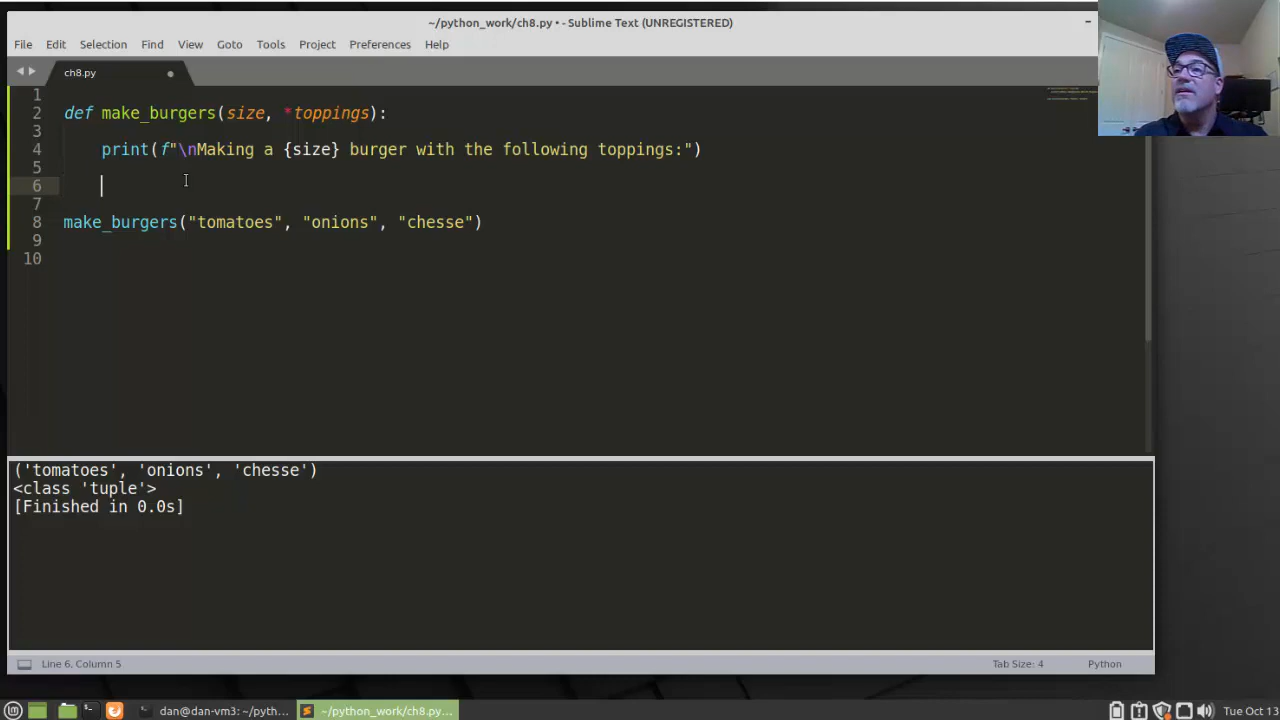 ~/python_work/ch8.py • - Sublime Text (UNREGISTERED)
File Edit Selection Find View Goto Tools Project Preferences Help
ch8.py
1
2 def make_burgers(size, *toppings):
3
4 print(f"\nMaking a {size} burger with the following toppings:")
5
6
7
8 make_burgers("tomatoes", "onions", "chesse")
9
10
('tomatoes', 'onions', 'chesse')
<class 'tuple'>
[Finished in 0.0s]
Line 6, Column 5 Tab Size: 4 Python
dan@dan-vm3: ~/pyth... ~/python_work/ch8.py... Tue Oct 13